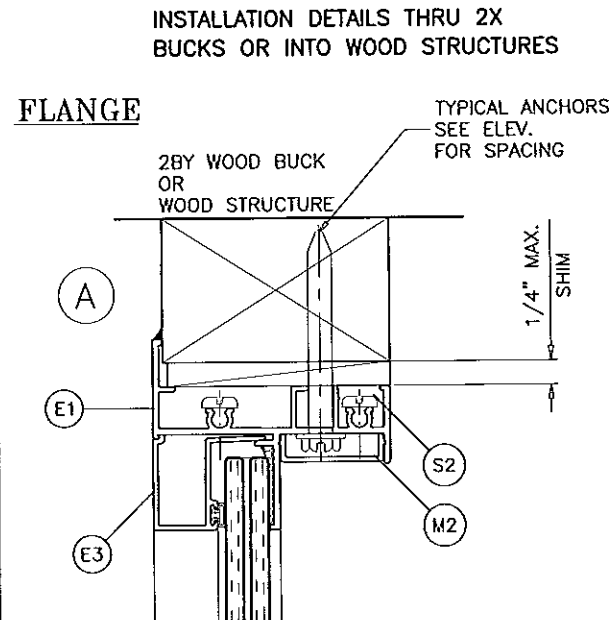 INSTALLATION DETAILS THRU 2X
BUCKS OR INTO WOOD STRUCTURES
FLANGE
TYPICAL ANCHORS
SEE ELEV.
FOR SPACING
2BY WOOD BUCK
OR
WOOD STRUCTURE
A
1/4" MAX.
SHIM
E1
S2
M2
E3